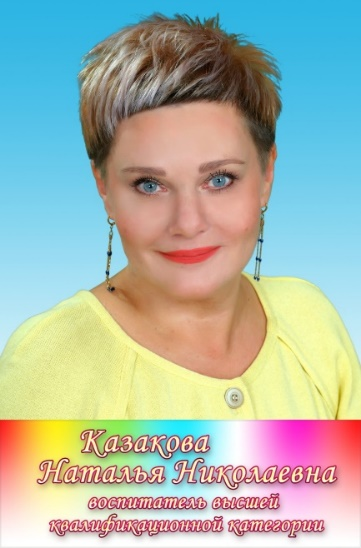 Казакова
Наталья Николаевна
воспитатель высшей
квалификационной категории